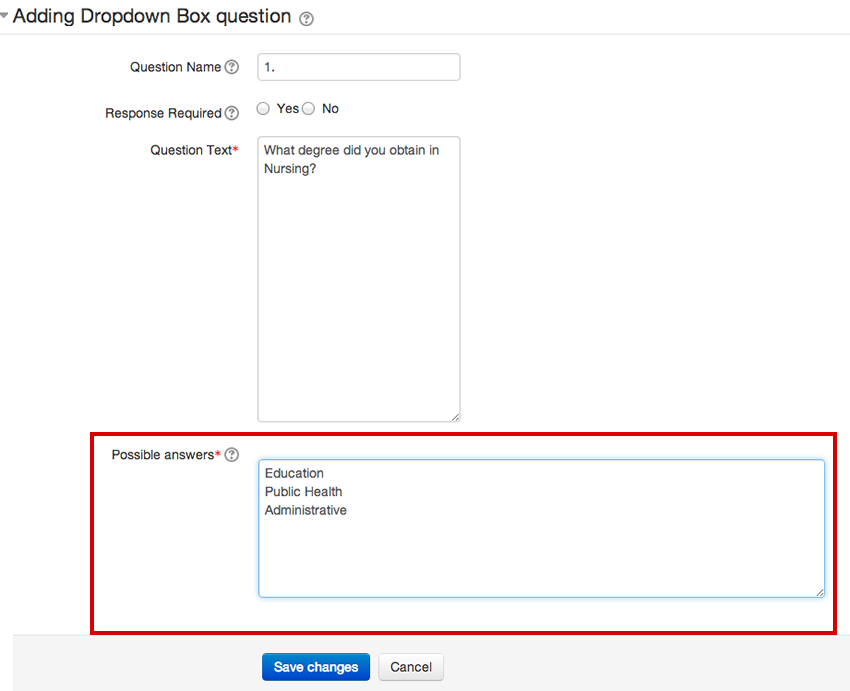 Adding Dropdown Box question ?
Question Name ? 1.
Response Required ? Yes No
Question Text* What degree did you obtain in
Nursing?
Possible answers* ?
Education
Public Health
Administrative
Save changes Cancel